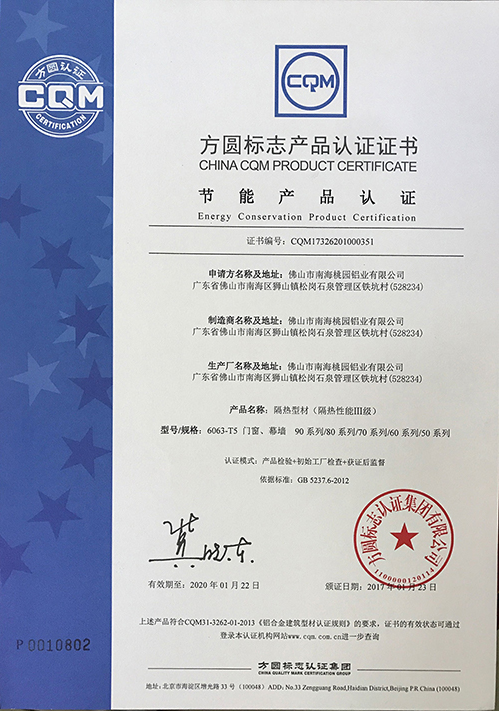 方圆认证
CQM
CERTIFICATION
CQM
方圆标志产品认证证书
CHINA CQM PRODUCT CERTIFICATE
节能产品认证
Energy Conservation Product Certification
证书编号：CQM17326201000351
申请方名称及地址：佛山市南海桃园铝业有限公司
广东省佛山市南海区狮山镇松岗石泉管理区铁坑村(528234)
制造商名称及地址：佛山市南海桃园铝业有限公司
广东省佛山市南海区狮山镇松岗石泉管理区铁坑村(528234)
生产厂名称及地址：佛山市南海桃园铝业有限公司
广东省佛山市南海区狮山镇松岗石泉管理区铁坑村(528234)
产品名称：隔热型材（隔热性能III级）
型号/规格：6063-T5 门窗、幕墙 90系列/80系列/70系列/60系列/50系列
认证模式：产品检验+初始工厂检查+获证后监督
依据标准：GB 5237.6-2012
方圆标志认证集团有限公司
有效期至：2020 年 01 月 22 日
颁证日期：2017 年 01 月 23 日
上述产品符合CQM31-3262-01-2013《铝合金建筑型材认证规则》的要求，证书的有效状态可通过
登录本认证机构网站www.cqm.com.cn进一步查询
P0010802
方圆标志认证集团
CHINA QUALITY MARK CERTIFICATION GROUP
地址：北京市海淀区增光路 33 号（100048）ADD: No.33 Zengguang Road,Haidian District,Beijing P.R.China (100048)